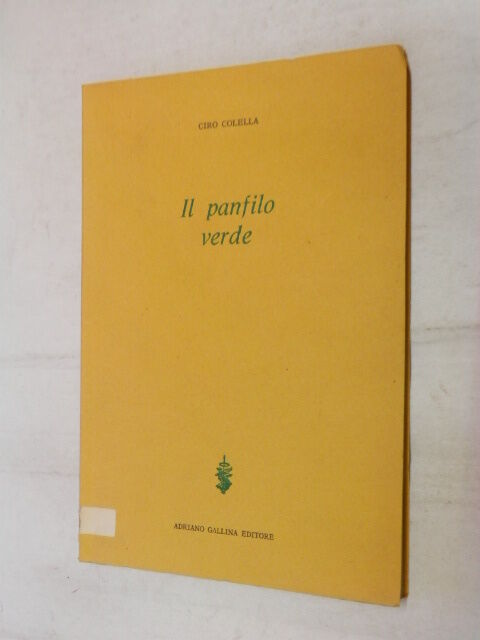 CIRO COLELLA
Il panfilo
verde
ADRIANO GALLINA EDITORE